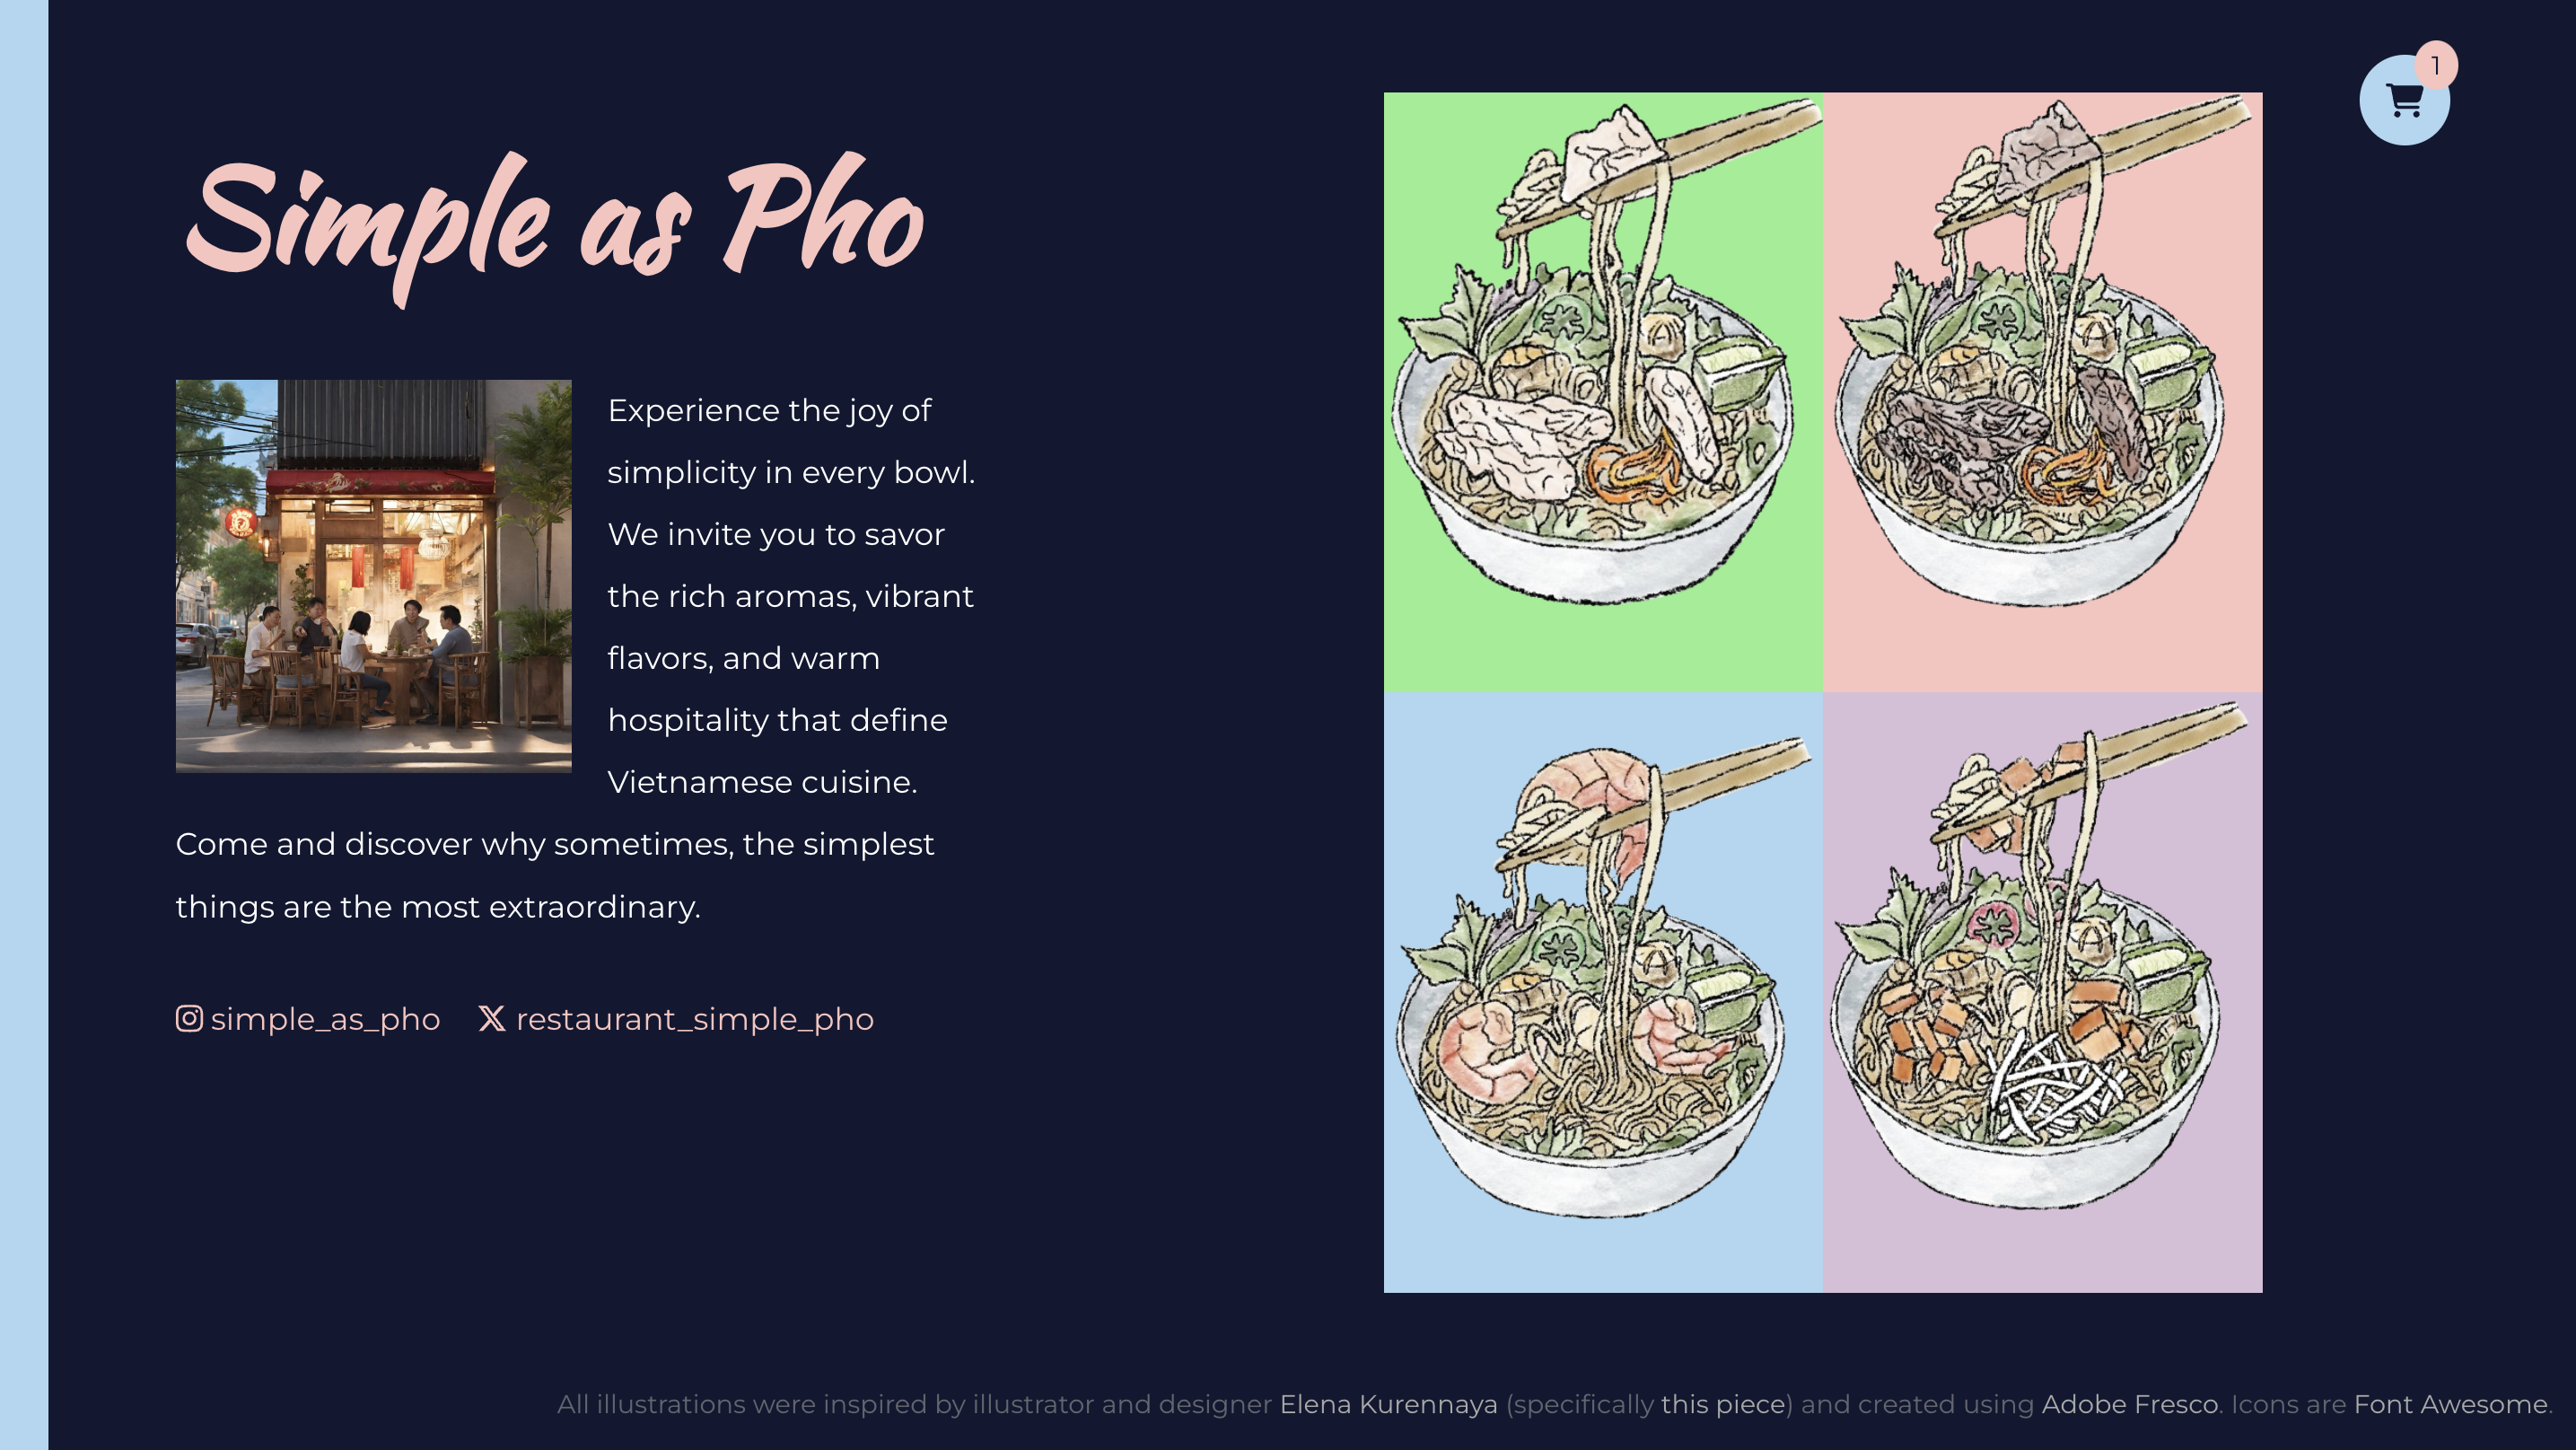 Simple as Pho
Experience the joy of
simplicity in every bowl.
We invite you to savor
the rich aromas, vibrant
flavors, and warm
hospitality that define
Vietnamese cuisine.
Come and discover why sometimes, the simplest
things are the most extraordinary.
simple_as_pho
restaurant_simple_pho
1
All illustrations were inspired by illustrator and designer Elena Kurennaya (specifically this piece) and created using Adobe Fresco. Icons are Font Awesome.